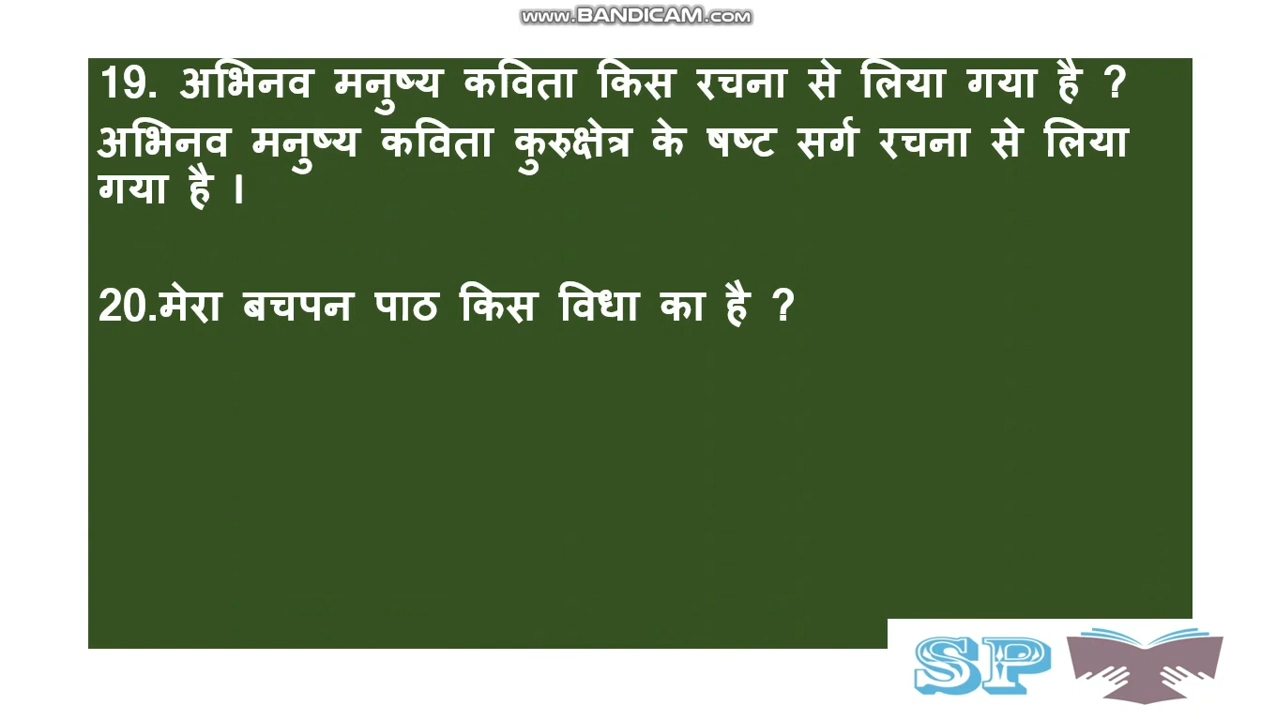 WWW.BANDICAM.COM
19. अभिनव मनुष्य कविता किस रचना से लिया गया है ?
अभिनव मनुष्य कविता कुरुक्षेत्र के षष्ट सर्ग रचना से लिया
गया है ।
20.मेरा बचपन पाठ किस विधा का है ?
SP